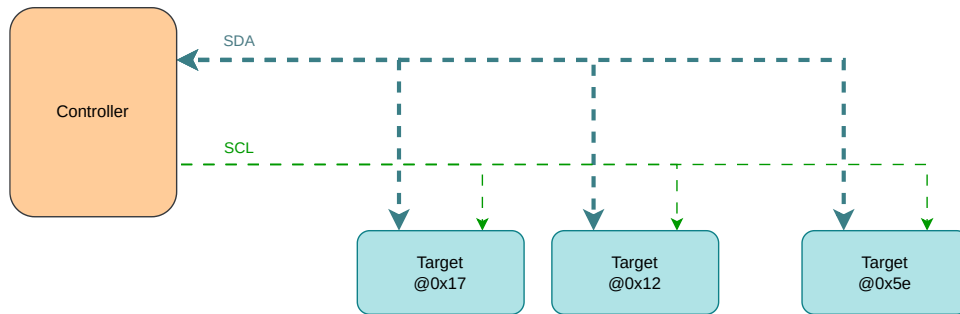 SDA
Controller
SCL
Target
@0x17
Target
@0x12
Target
@0x5e